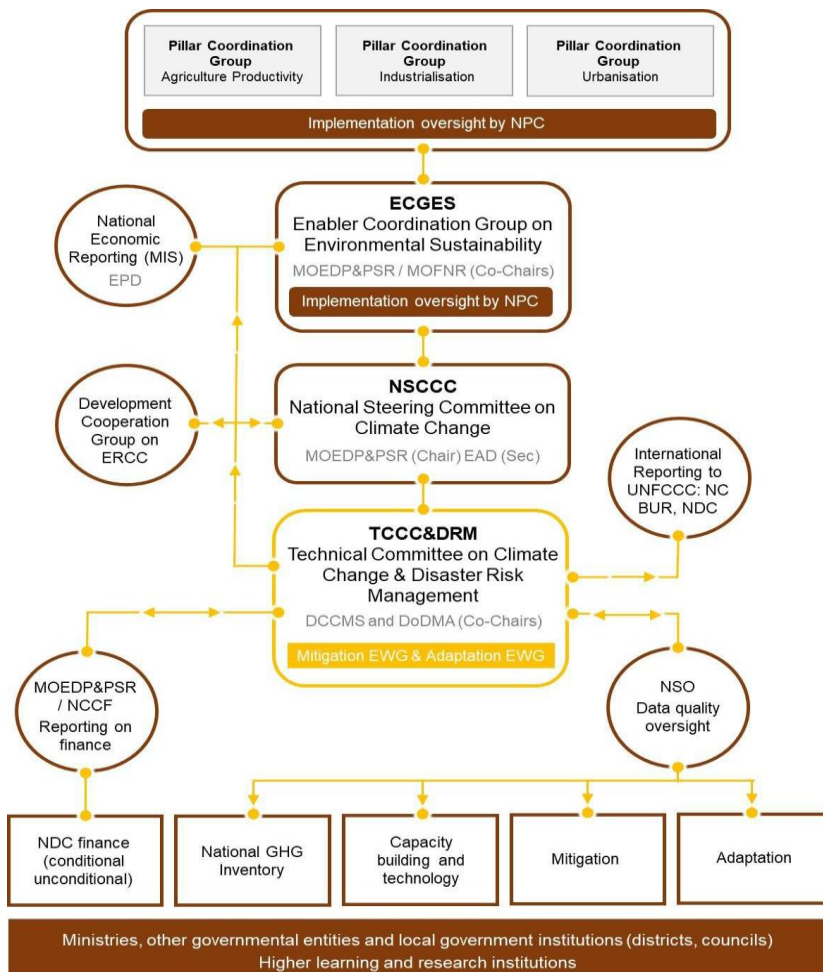 Pillar Coordination
Group
Agriculture Productivity
Pillar Coordination
Group
Industrialisation
Pillar Coordination
Group
Urbanisation
Implementation oversight by NPC
ECGES
Enabler Coordination Group on
Environmental Sustainability
MOEDP&PSR / MOFNR (Co-Chairs)
Implementation oversight by NPC
National
Economic
Reporting (MIS)
EPD
NSCCC
National Steering Committee on
Climate Change
MOEDP&PSR (Chair) EAD (Sec)
Development
Cooperation
Group on
ERCC
International
Reporting to
UNFCCC: NC
BUR, NDC
TCCC&DRM
Technical Committee on Climate
Change & Disaster Risk
Management
DCCMS and DoDMA (Co-Chairs)
Mitigation EWG & Adaptation EWG
MOEDP&PSR
/ NCCF
Reporting on
finance
NSO
Data quality
oversight
NDC finance
(conditional
unconditional)
National GHG
Inventory
Capacity
building and
technology
Mitigation
Adaptation
Ministries, other governmental entities and local government institutions (districts, councils)
Higher learning and research institutions